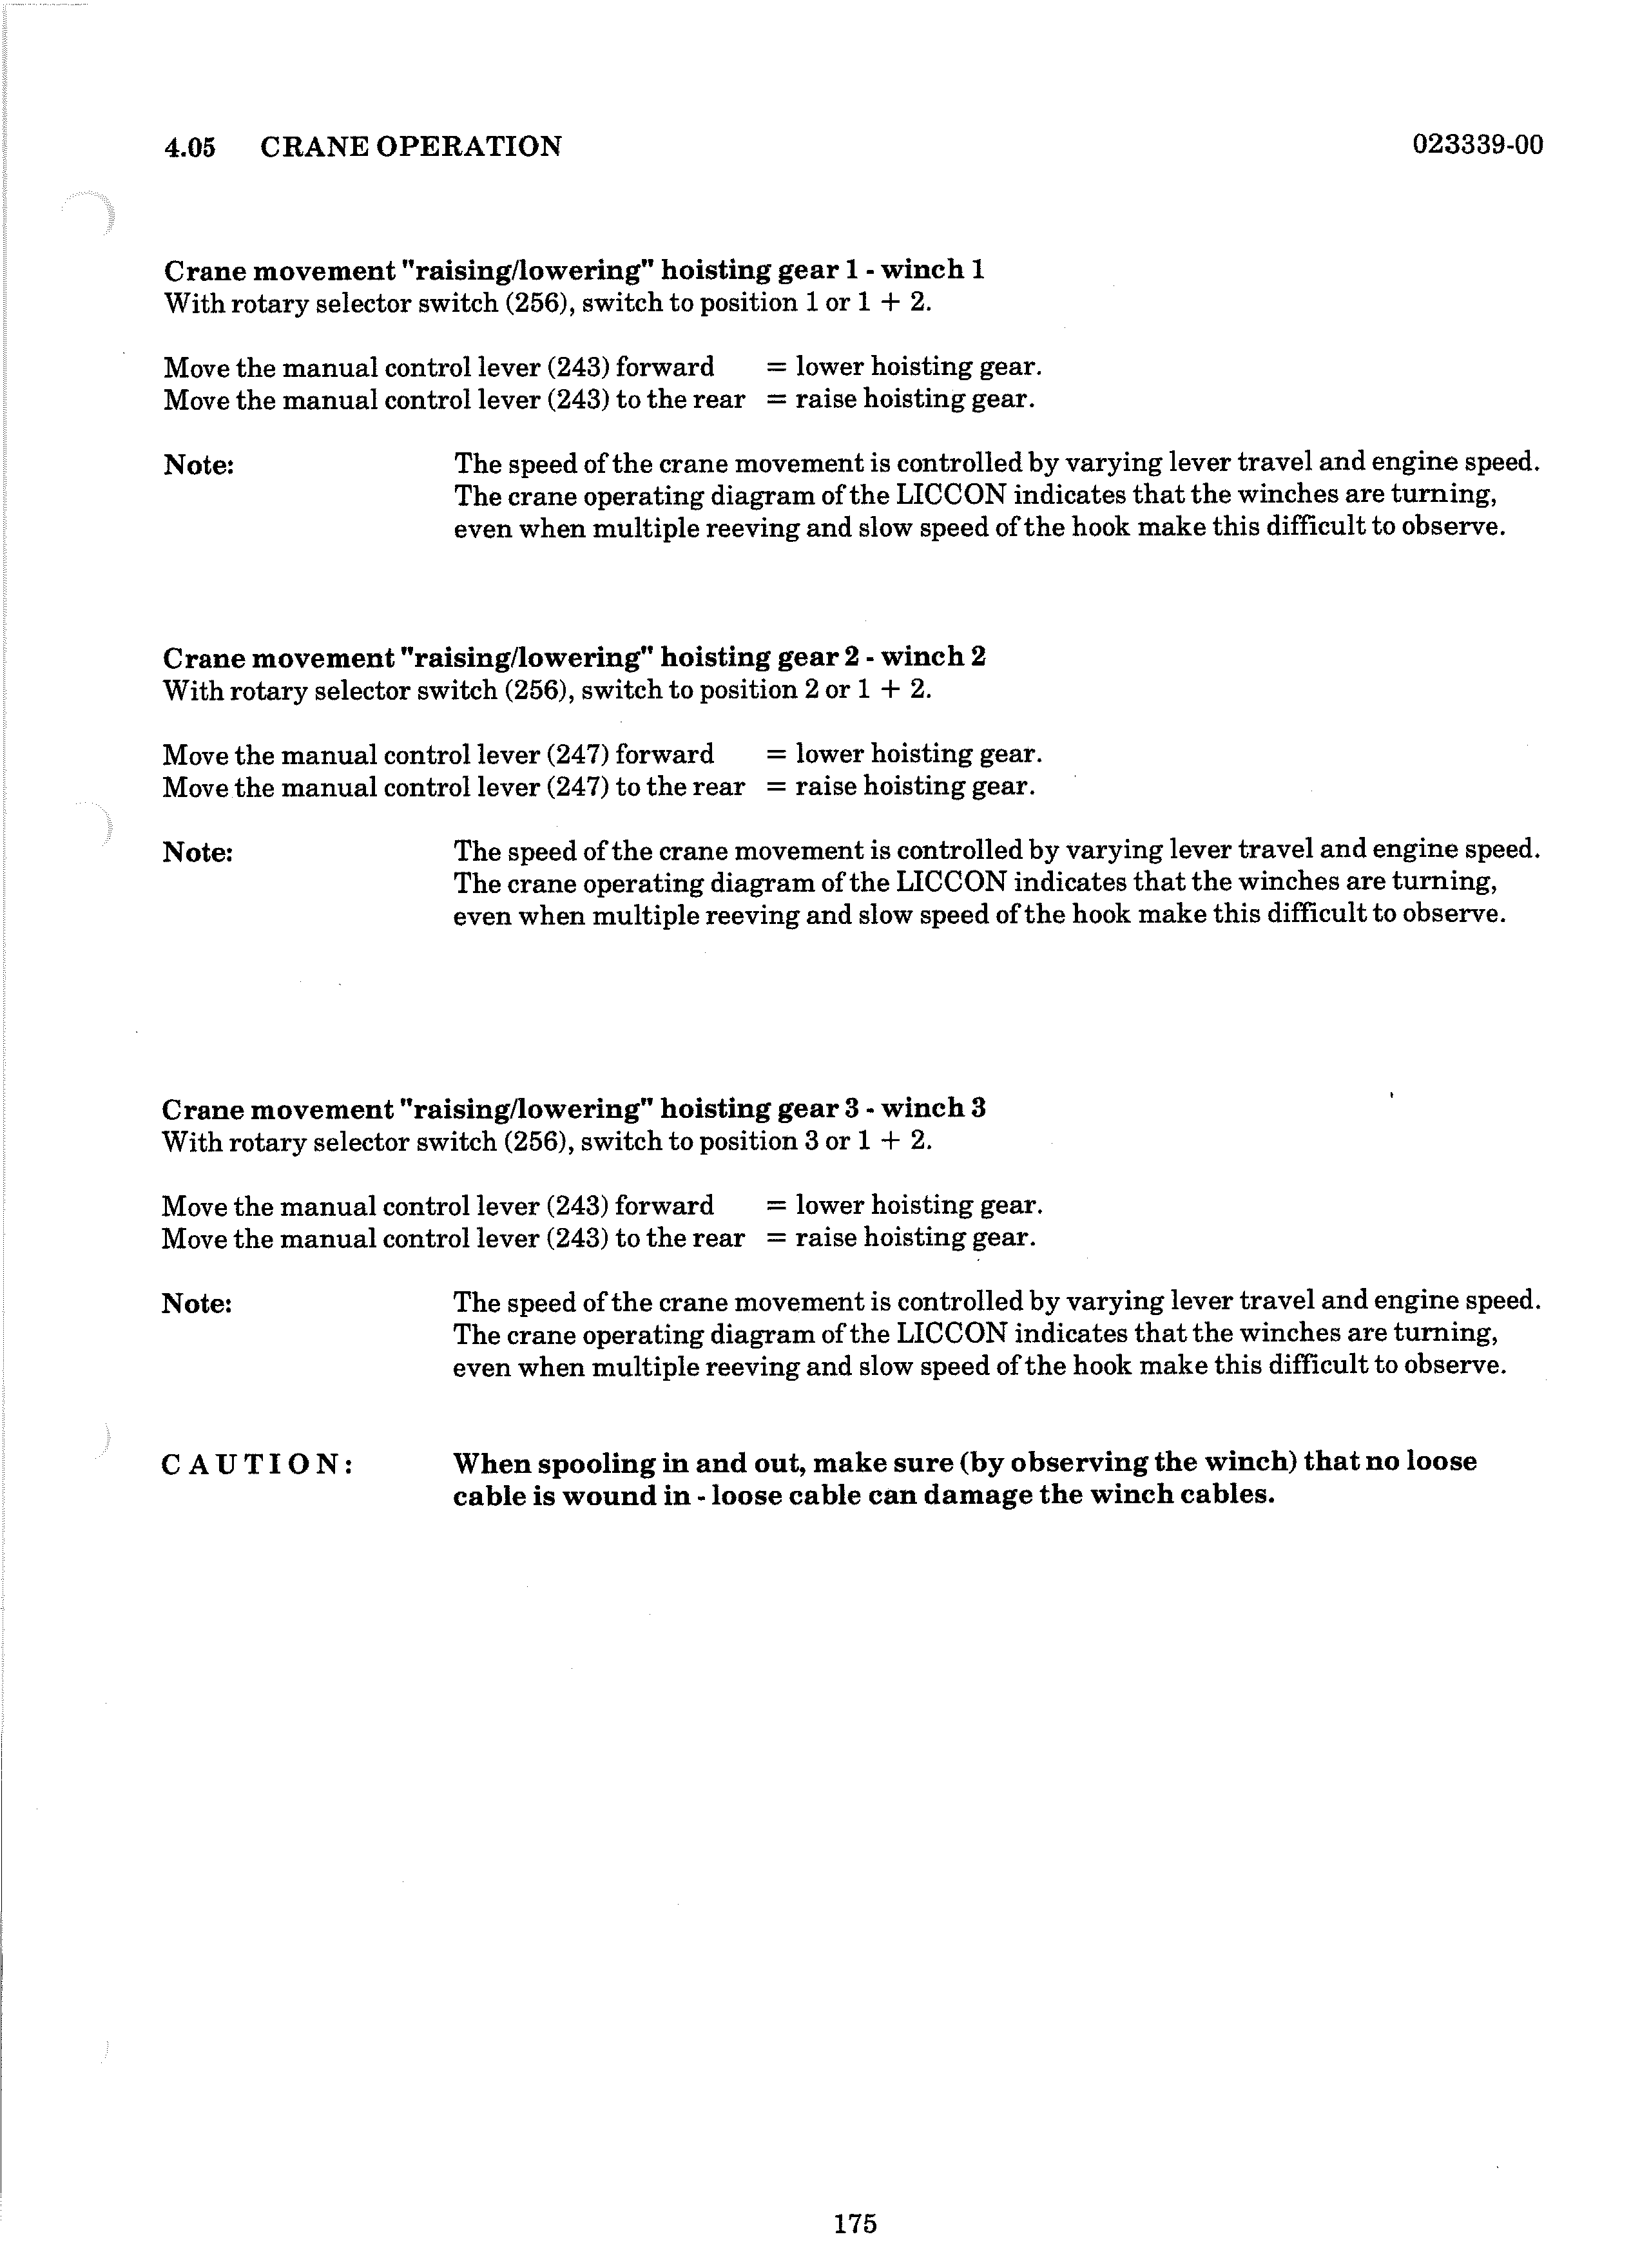 4.05 CRANE OPERATION 023339-00
Crane movement "raising/lowering" hoisting gear 1 - winch 1
With rotary selector switch (256), switch to position 1 or 1 + 2.
Move the manual control lever (243) forward = lower hoisting gear.
Move the manual control lever (243) to the rear = raise hoisting gear.
Note: The speed of the crane movement is controlled by varying lever travel and engine speed.
The crane operating diagram of the LICCON indicates that the winches are turning,
even when multiple reeving and slow speed of the hook make this difficult to observe.
Crane movement "raising/lowering" hoisting gear 2 - winch 2
With rotary selector switch (256), switch to position 2 or 1 + 2.
Move the manual control lever (247) forward = lower hoisting gear.
Move the manual control lever (247) to the rear = raise hoisting gear.
Note: The speed of the crane movement is controlled by varying lever travel and engine speed.
The crane operating diagram of the LICCON indicates that the winches are turning,
even when multiple reeving and slow speed of the hook make this difficult to observe.
Crane movement "raising/lowering" hoisting gear 3 - winch 3
With rotary selector switch (256), switch to position 3 or 1 + 2.
Move the manual control lever (243) forward = lower hoisting gear.
Move the manual control lever (243) to the rear = raise hoisting gear.
Note: The speed of the crane movement is controlled by varying lever travel and engine speed.
The crane operating diagram of the LICCON indicates that the winches are turning,
even when multiple reeving and slow speed of the hook make this difficult to observe.
C A U T I O N : When spooling in and out, make sure (by observing the winch) that no loose
cable is wound in - loose cable can damage the winch cables.
175